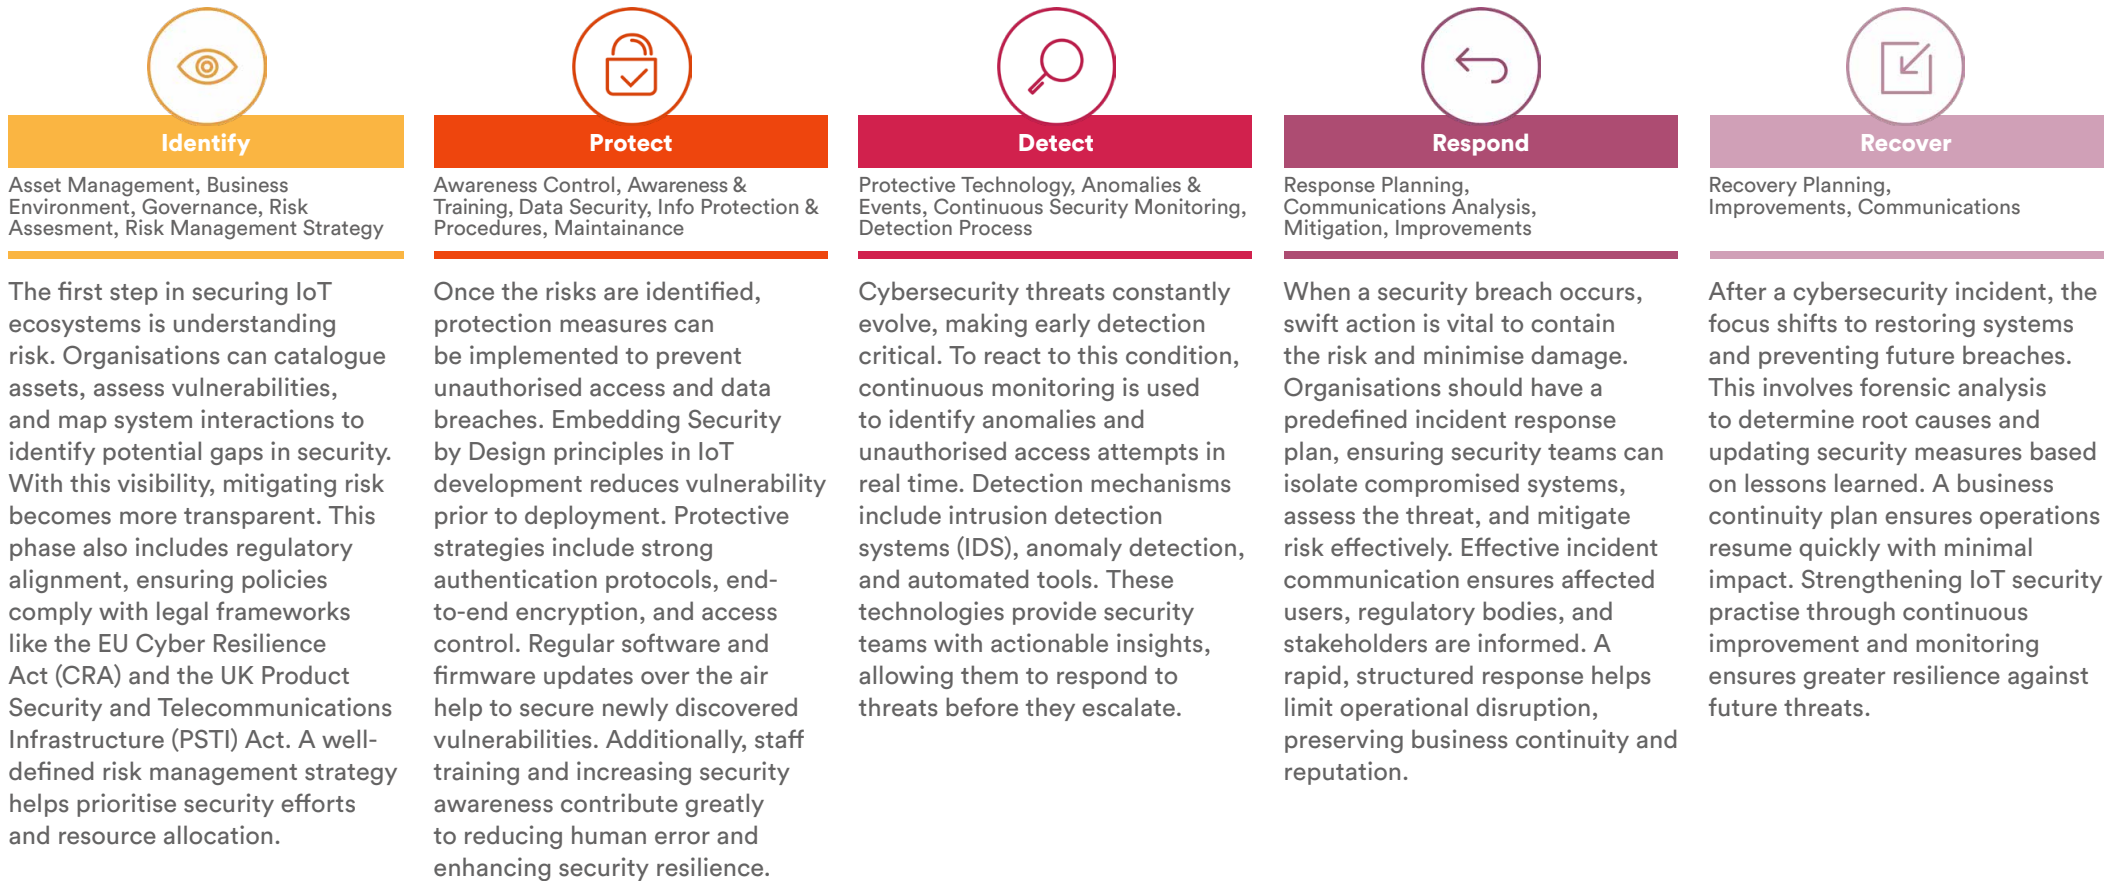 Identify
Asset Management, Business
Environment, Governance, Risk
Assesment, Risk Management Strategy
The first step in securing IoT
ecosystems is understanding
risk. Organisations can catalogue
assets, assess vulnerabilities,
and map system interactions to
identify potential gaps in security.
With this visibility, mitigating risk
becomes more transparent. This
phase also includes regulatory
alignment, ensuring policies
comply with legal frameworks
like the EU Cyber Resilience
Act (CRA) and the UK Product
Security and Telecommunications
Infrastructure (PSTI) Act. A well-
defined risk management strategy
helps prioritise security efforts
and resource allocation.
Protect
Awareness Control, Awareness &
Training, Data Security, Info Protection &
Procedures, Maintainance
Once the risks are identified,
protection measures can
be implemented to prevent
unauthorised access and data
breaches. Embedding Security
by Design principles in IoT
development reduces vulnerability
prior to deployment. Protective
strategies include strong
authentication protocols, end-
to-end encryption, and access
control. Regular software and
firmware updates over the air
help to secure newly discovered
vulnerabilities. Additionally, staff
training and increasing security
awareness contribute greatly
to reducing human error and
enhancing security resilience.
Detect
Protective Technology, Anomalies &
Events, Continuous Security Monitoring,
Detection Process
Cybersecurity threats constantly
evolve, making early detection
critical. To react to this condition,
continuous monitoring is used
to identify anomalies and
unauthorised access attempts in
real time. Detection mechanisms
include intrusion detection
systems (IDS), anomaly detection,
and automated tools. These
technologies provide security
teams with actionable insights,
allowing them to respond to
threats before they escalate.
Respond
Response Planning,
Communications Analysis,
Mitigation, Improvements
When a security breach occurs,
swift action is vital to contain
the risk and minimise damage.
Organisations should have a
predefined incident response
plan, ensuring security teams can
isolate compromised systems,
assess the threat, and mitigate
risk effectively. Effective incident
communication ensures affected
users, regulatory bodies, and
stakeholders are informed. A
rapid, structured response helps
limit operational disruption,
preserving business continuity and
reputation.
Recover
Recovery Planning,
Improvements, Communications
After a cybersecurity incident, the
focus shifts to restoring systems
and preventing future breaches.
This involves forensic analysis
to determine root causes and
updating security measures based
on lessons learned. A business
continuity plan ensures operations
resume quickly with minimal
impact. Strengthening IoT security
practise through continuous
improvement and monitoring
ensures greater resilience against
future threats.